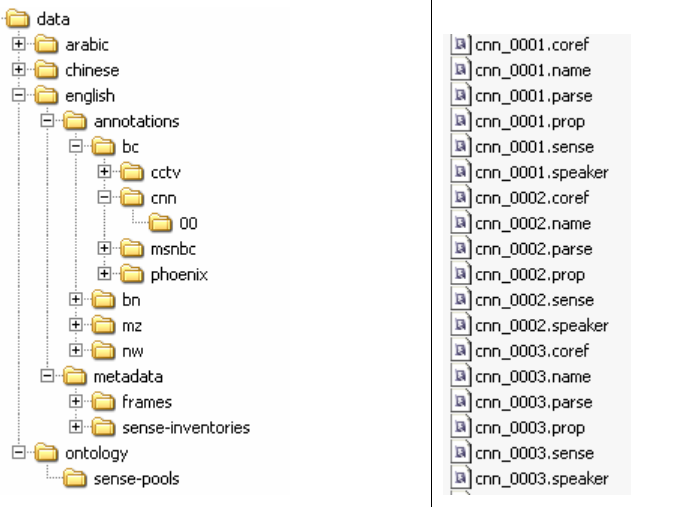 data
arabic
chinese
english
annotations
bc
cctv
cnn
00
msnbc
phoenix
bn
mz
nw
metadata
frames
sense-inventories
ontology
sense-pools
cnn_0001.coref
cnn_0001.name
cnn_0001.parse
cnn_0001.prop
cnn_0001.sense
cnn_0001.speaker
cnn_0002.coref
cnn_0002.name
cnn_0002.parse
cnn_0002.prop
cnn_0002.sense
cnn_0002.speaker
cnn_0003.coref
cnn_0003.name
cnn_0003.parse
cnn_0003.prop
cnn_0003.sense
cnn_0003.speaker